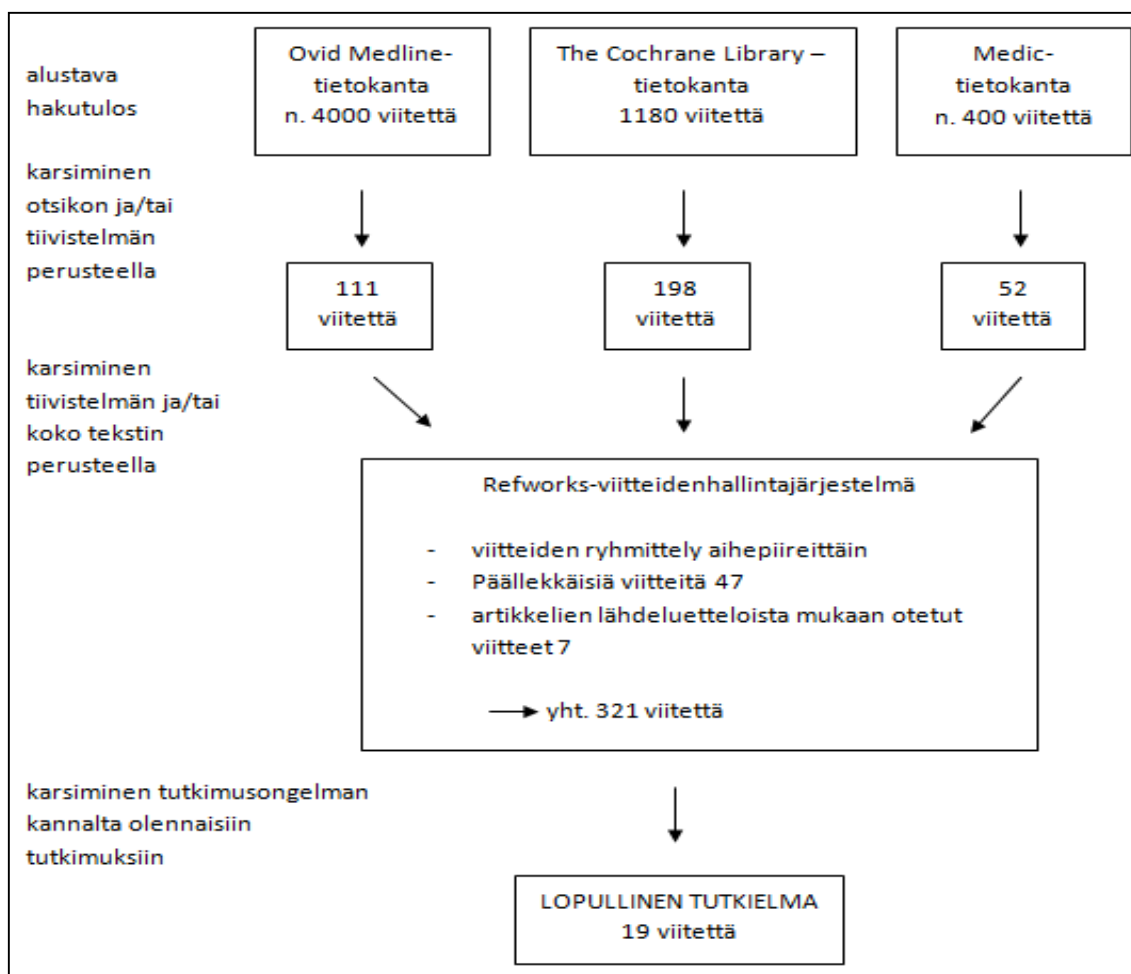 alustava
hakutulos
Ovid Medline-
tietokanta
n. 4000 viitettä
The Cochrane Library –
tietokanta
1180 viitettä
Medic-
tietokanta
n. 400 viitettä
karsiminen
otsikon ja/tai
tiivistelmän
perusteella
111
viitettä
198
viitettä
52
viitettä
karsiminen
tiivistelmän ja/tai
koko tekstin
perusteella
Refworks-viitteidenhallintajärjestelmä
- viitteiden ryhmittely aihepiireittäin
- Päällekkäisiä viitteitä 47
- artikkelien lähdeluetteloista mukaan otetut
viitteet 7
yht. 321 viitettä
karsiminen tutkimusongelman
kannalta olennaisiin
tutkimuksiin
LOPULLINEN TUTKIELMA
19 viitettä